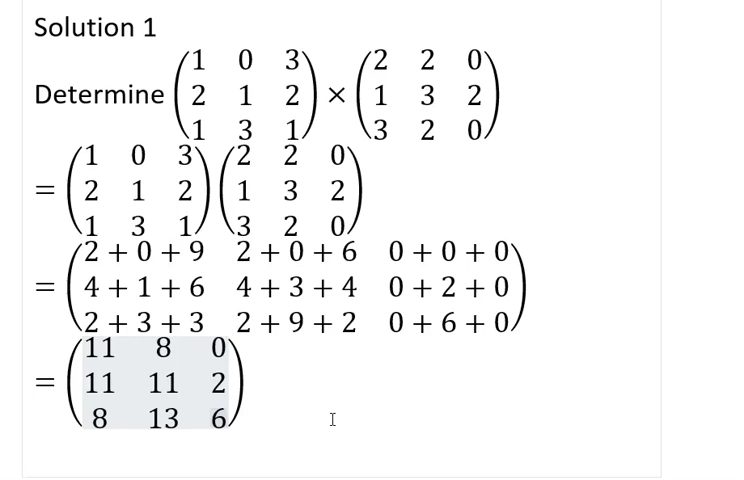 Solution 1
Determine (1 0 3
2 1 2
1 3 1) × (2 2 0
1 3 2
3 2 0)
= (1 0 3
2 1 2
1 3 1) (2 2 0
1 3 2
3 2 0)
= (2 + 0 + 9 2 + 0 + 6 0 + 0 + 0
4 + 1 + 6 4 + 3 + 4 0 + 2 + 0
2 + 3 + 3 2 + 9 + 2 0 + 6 + 0)
= (11 8 0
11 11 2
8 13 6)